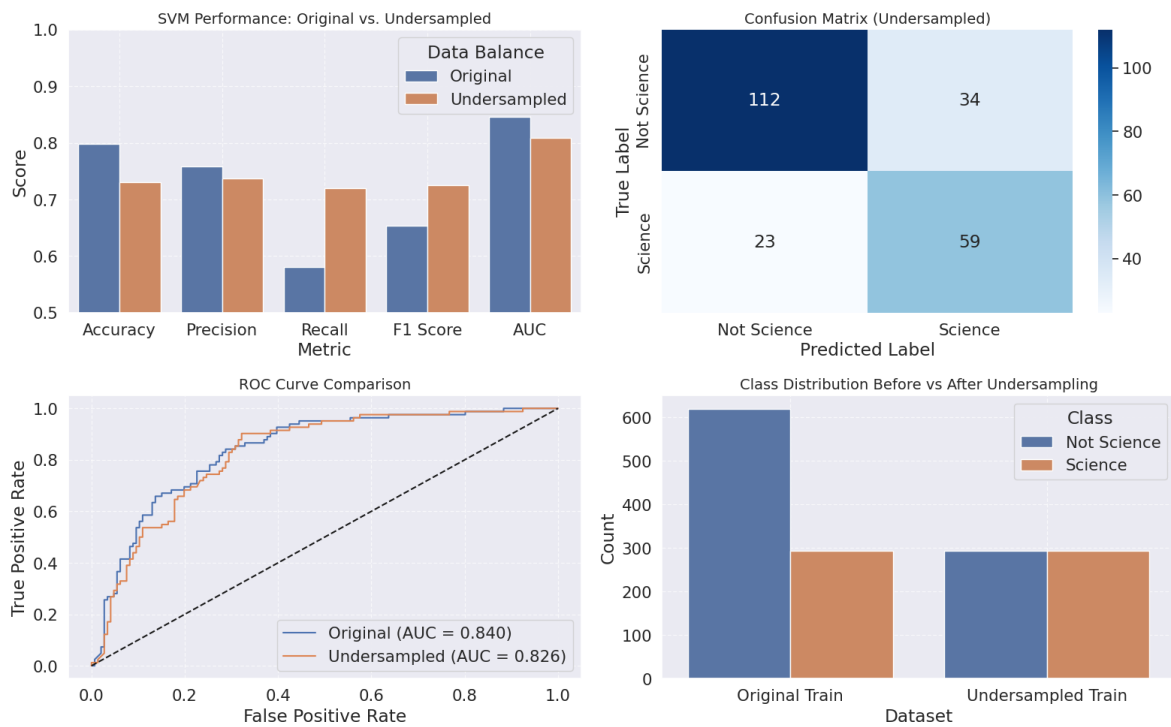 SVM Performance: Original vs. Undersampled
1.0
0.9
0.8
0.7
0.6
0.5
Score
Data Balance
Original
Undersampled
Accuracy Precision Recall F1 Score AUC
Metric
Confusion Matrix (Undersampled)
True Label
Not Science
Science
112 34
23 59
Not Science Science
Predicted Label
100
80
60
40
ROC Curve Comparison
True Positive Rate
1.0
0.8
0.6
0.4
0.2
0.0
Original (AUC = 0.840)
Undersampled (AUC = 0.826)
0.0 0.2 0.4 0.6 0.8 1.0
False Positive Rate
Class Distribution Before vs After Undersampling
Count
600
500
400
300
200
100
0
Class
Not Science
Science
Original Train Undersampled Train
Dataset